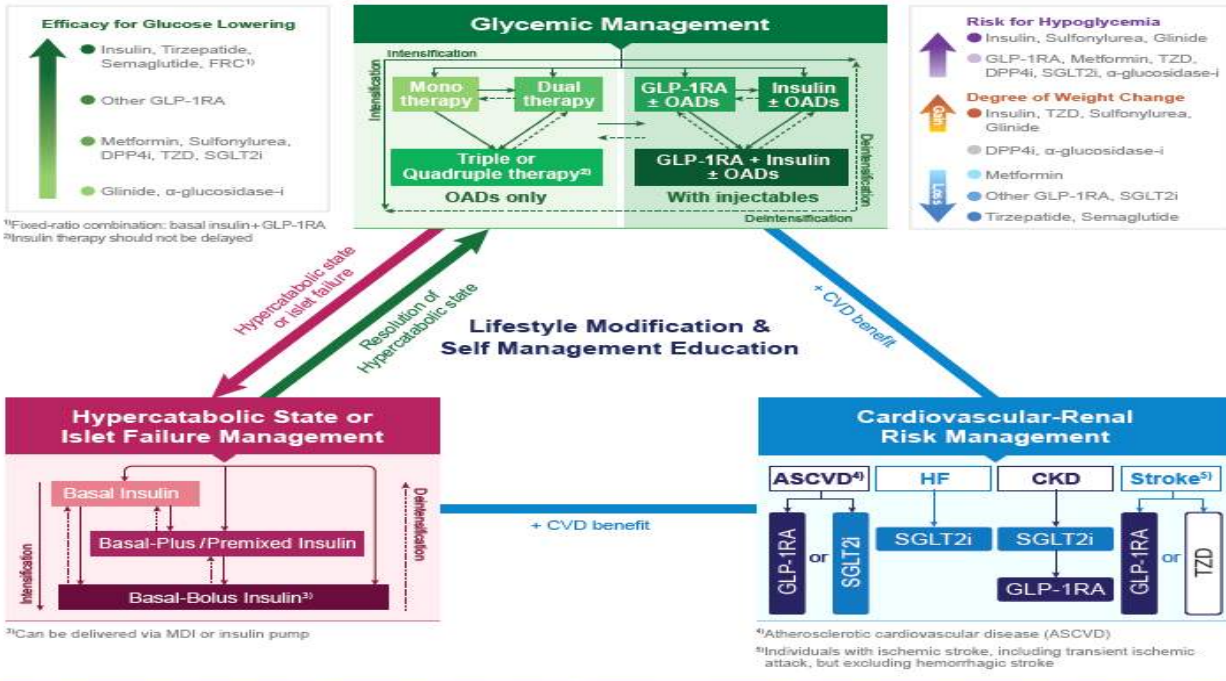 Efficacy for Glucose Lowering
Insulin, Tirzepatide,
Semaglutide, FRC¹⁾
Other GLP-1RA
Metformin, Sulfonylurea,
DPP4i, TZD, SGLT2i
Glinide, α-glucosidase-i
¹⁾Fixed-ratio combination: basal insulin+GLP-1RA
²⁾Insulin therapy should not be delayed
Glycemic Management
Intensification
Intensification
Mono
therapy
Dual
therapy
GLP-1RA
± OADs
Insulin
± OADs
Triple or
Quadruple therapy²⁾
GLP-1RA + Insulin
± OADs
OADs only
With injectables
Deintensification
Deintensification
Risk for Hypoglycemia
Insulin, Sulfonylurea, Glinide
GLP-1RA, Metformin, TZD,
DPP4i, SGLT2i, α-glucosidase-i
Degree of Weight Change
Gain
Insulin, TZD, Sulfonylurea,
Glinide
DPP4i, α-glucosidase-i
Loss
Metformin
Other GLP-1RA, SGLT2i
Tirzepatide, Semaglutide
Hypercatabolic state
or islet failure
Resolution of
Hypercatabolic state
Lifestyle Modification &
Self Management Education
+ CVD benefit
Hypercatabolic State or
Islet Failure Management
Intensification
Basal Insulin
Basal-Plus/Premixed Insulin
Basal-Bolus Insulin³⁾
Deintensification
³⁾Can be delivered via MDI or insulin pump
+ CVD benefit
Cardiovascular-Renal
Risk Management
ASCVD⁴⁾
HF
CKD
Stroke⁵⁾
GLP-1RA
or
SGLT2i
SGLT2i
SGLT2i
GLP-1RA
GLP-1RA
or
TZD
⁴⁾Atherosclerotic cardiovascular disease (ASCVD)
⁵⁾Individuals with ischemic stroke, including transient ischemic
attack, but excluding hemorrhagic stroke